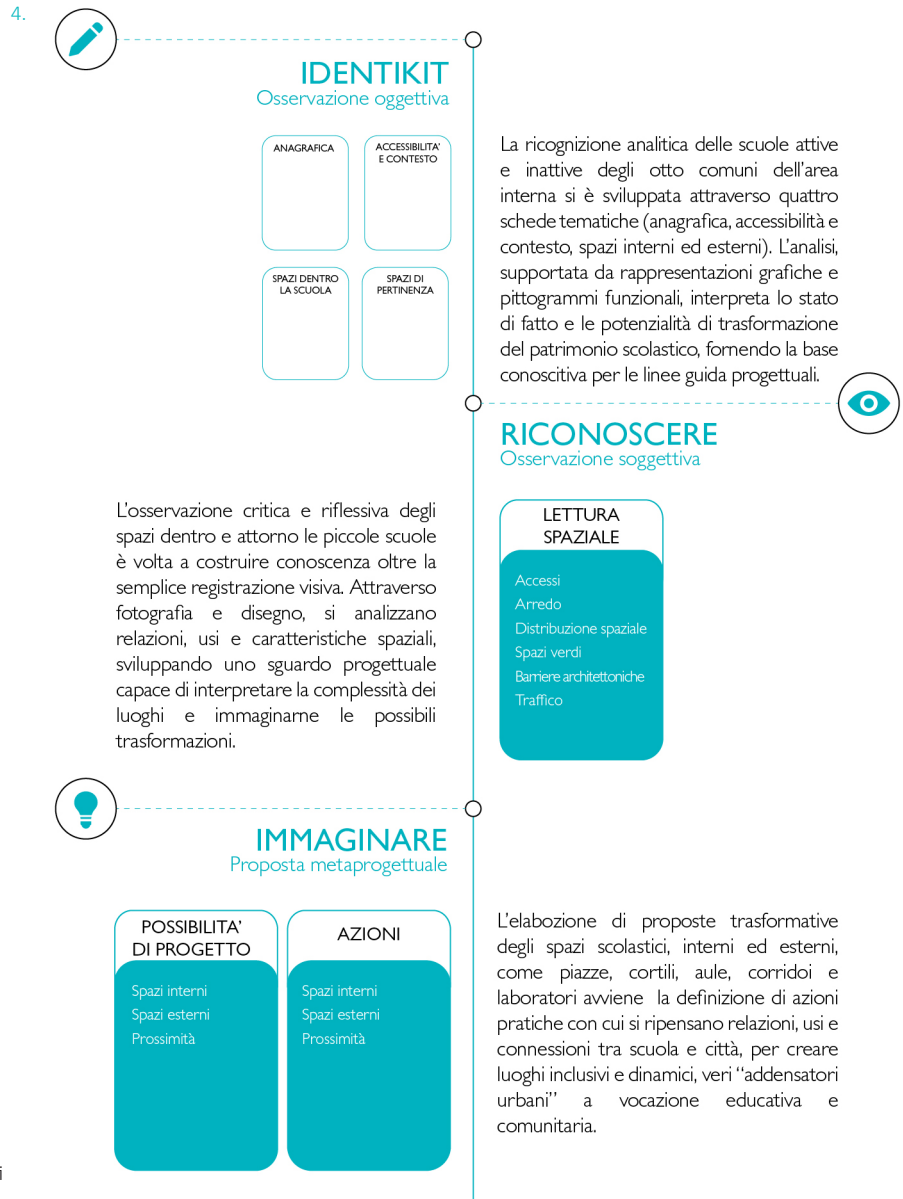 4.
IDENTIKIT
Osservazione oggettiva
ANAGRAFICA
ACCESSIBILITA'
E CONTESTO
SPAZI DENTRO
LA SCUOLA
SPAZI DI
PERTINENZA
La ricognizione analitica delle scuole attive
e inattive degli otto comuni dell'area
interna si è sviluppata attraverso quattro
schede tematiche (anagrafica, accessibilità e
contesto, spazi interni ed esterni). L'analisi,
supportata da rappresentazioni grafiche e
pittogrammi funzionali, interpreta lo stato
di fatto e le potenzialità di trasformazione
del patrimonio scolastico, fornendo la base
conoscitiva per le linee guida progettuali.
RICONOSCERE
Osservazione soggettiva
L'osservazione critica e riflessiva degli
spazi dentro e attorno le piccole scuole
è volta a costruire conoscenza oltre la
semplice registrazione visiva. Attraverso
fotografia e disegno, si analizzano
relazioni, usi e caratteristiche spaziali,
sviluppando uno sguardo progettuale
capace di interpretare la complessità dei
luoghi e immaginarne le possibili
trasformazioni.
LETTURA
SPAZIALE
Accessi
Arredo
Distribuzione spaziale
Spazi verdi
Barriere architettoniche
Traffico
IMMAGINARE
Proposta metaprogettuale
POSSIBILITA'
DI PROGETTO
Spazi interni
Spazi esterni
Prossimità
AZIONI
Spazi interni
Spazi esterni
Prossimità
L'elabozione di proposte trasformative
degli spazi scolastici, interni ed esterni,
come piazze, cortili, aule, corridoi e
laboratori avviene  la definizione di azioni
pratiche con cui si ripensano relazioni, usi e
connessioni tra scuola e città, per creare
luoghi inclusivi e dinamici, veri “addensatori
urbani” a vocazione educativa e
comunitaria.
i